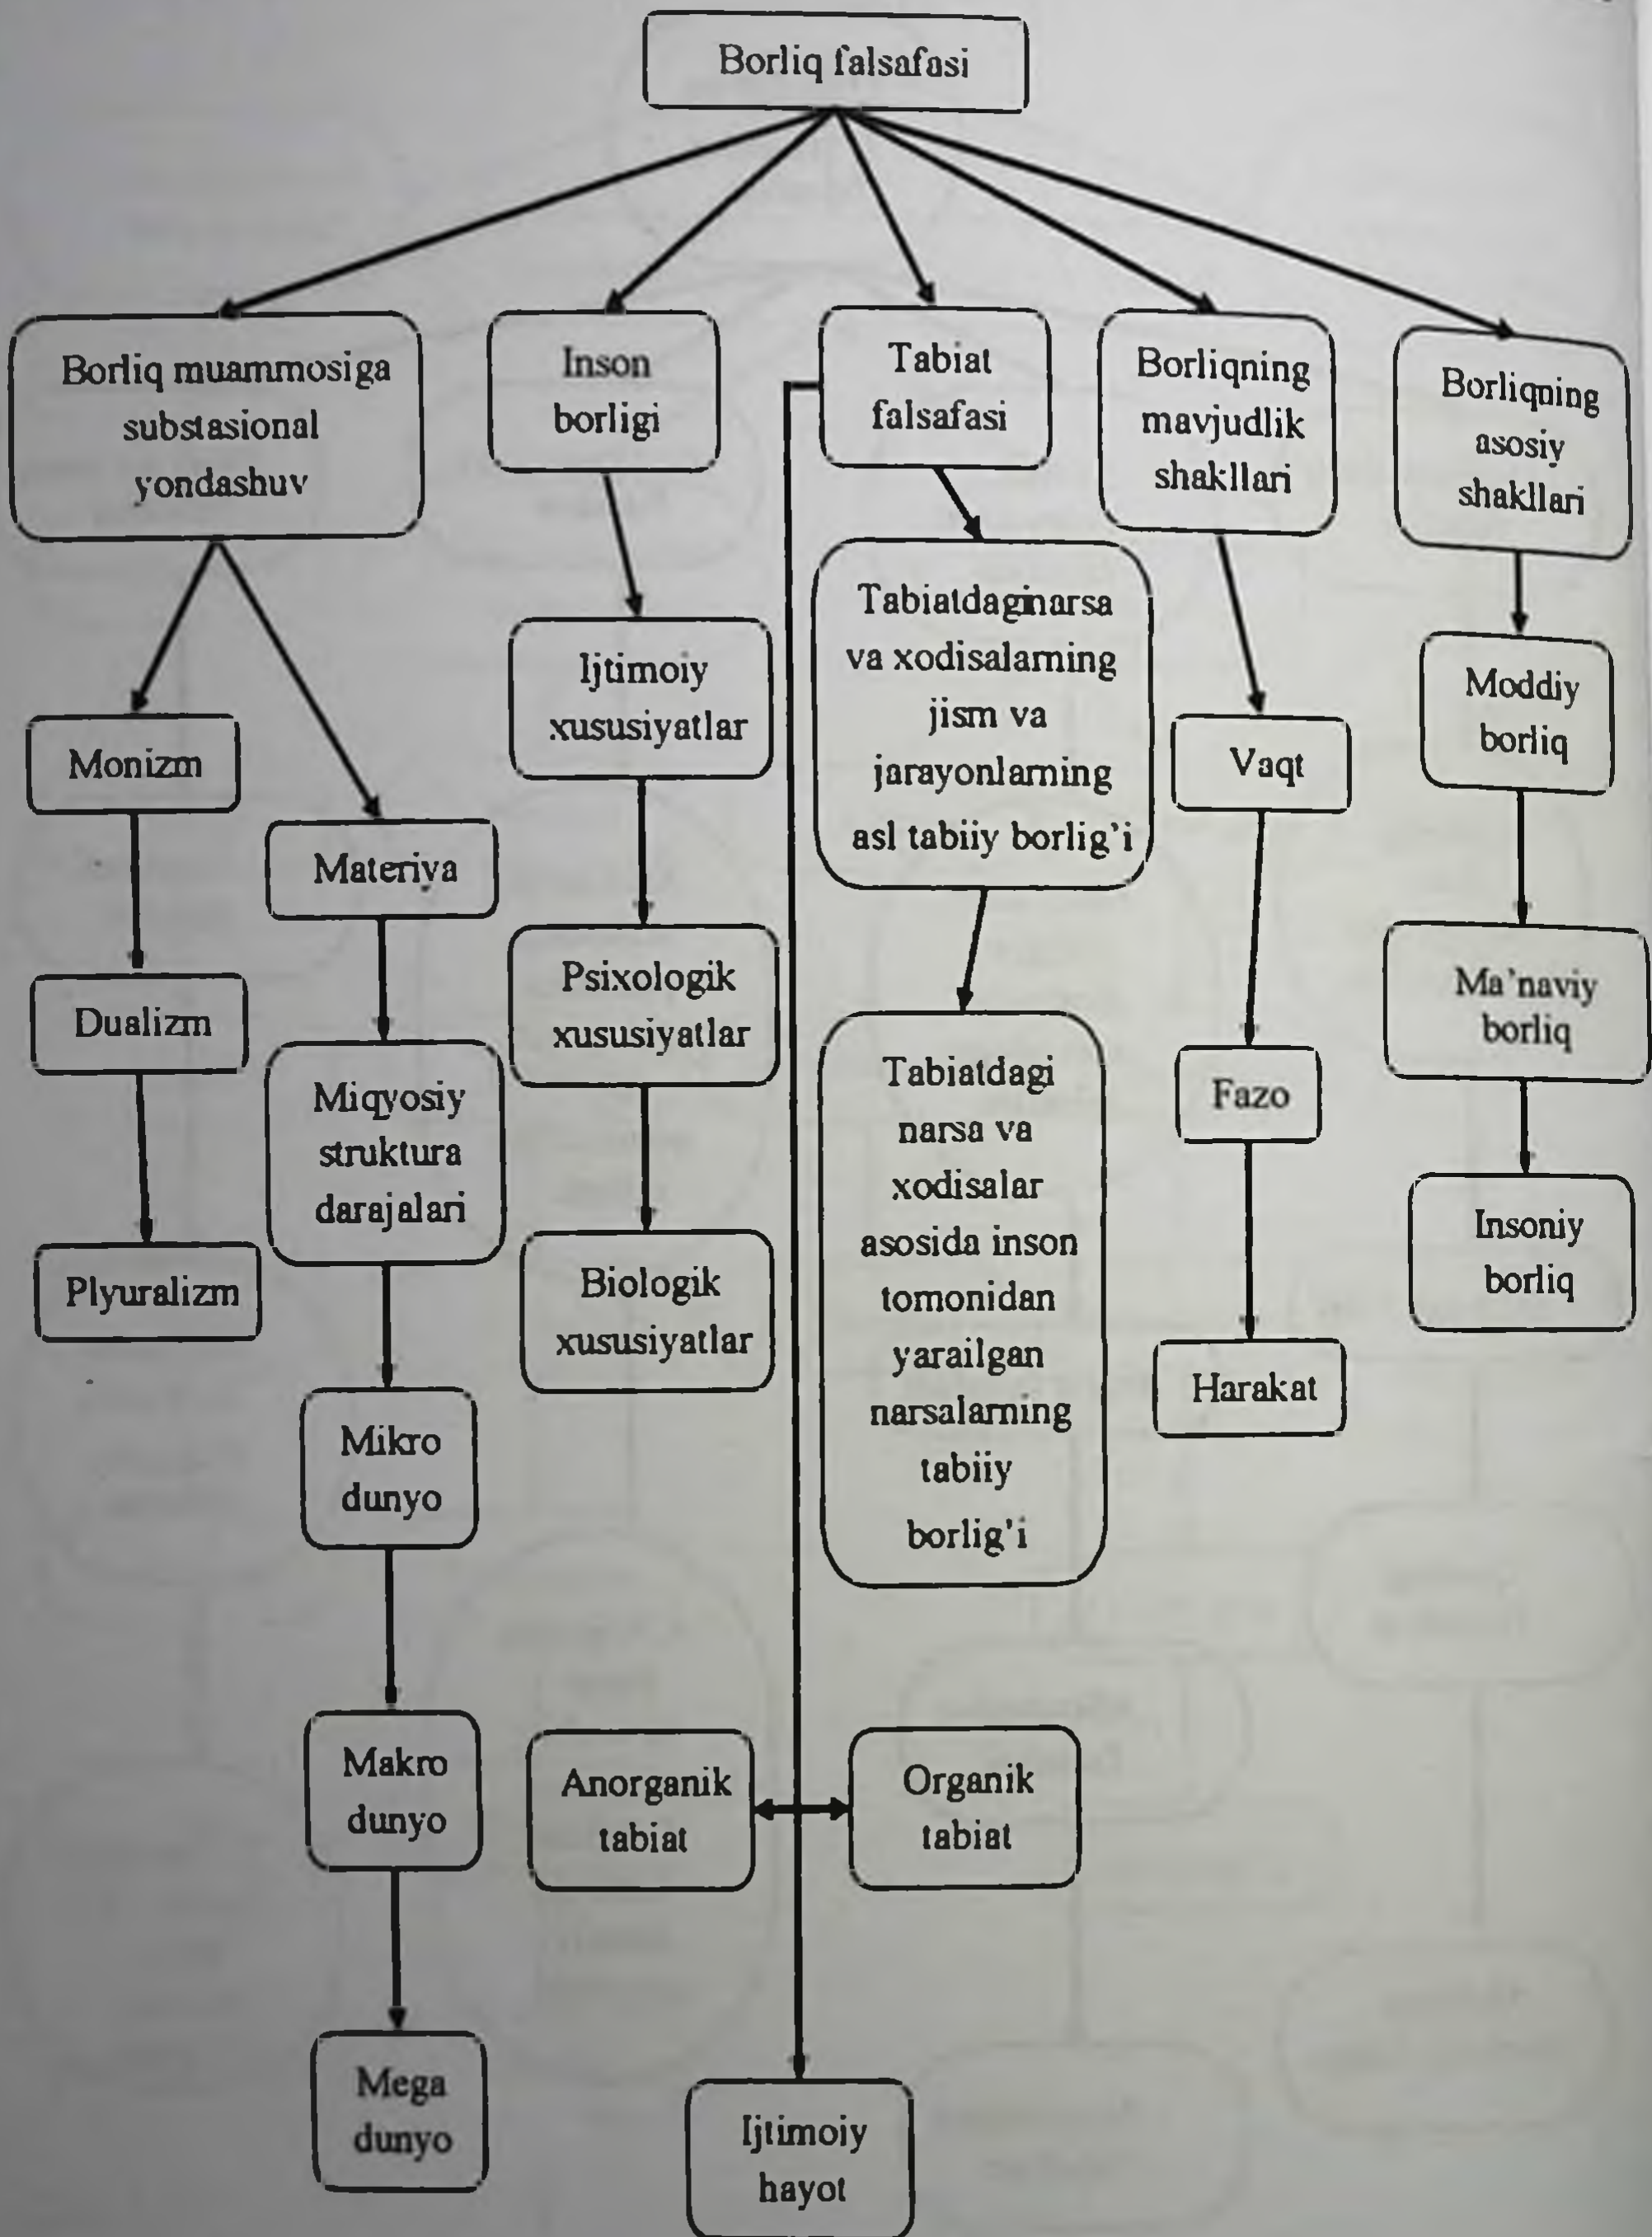 Borliq falsafasi
Borliq muammosiga
substasional
yondashuv
Inson
borligi
Tabiat
falsafasi
Borliqning
mavjudlik
shakllari
Borliqning
asosiy
shakllari
Monizm
Dualizm
Plyuralizm
Materiya
Miqyosiy
struktura
darajalari
Mikro
dunyo
Makro
dunyo
Mega
dunyo
Ijtimoiy
xususiyatlar
Psixologik
xususiyatlar
Biologik
xususiyatlar
Tabiatdaginarsa
va xodisalarning
jism va
jarayonlarning
asl tabiiy borlig'i
Tabiatdagi
narsa va
xodisalar
asosida inson
tomonidan
yarailgan
narsalarning
tabiiy
borlig'i
Anorganik
tabiat
Organik
tabiat
Ijtimoiy
hayot
Vaqt
Fazo
Harakat
Moddiy
borliq
Ma'naviy
borliq
Insoniy
borliq